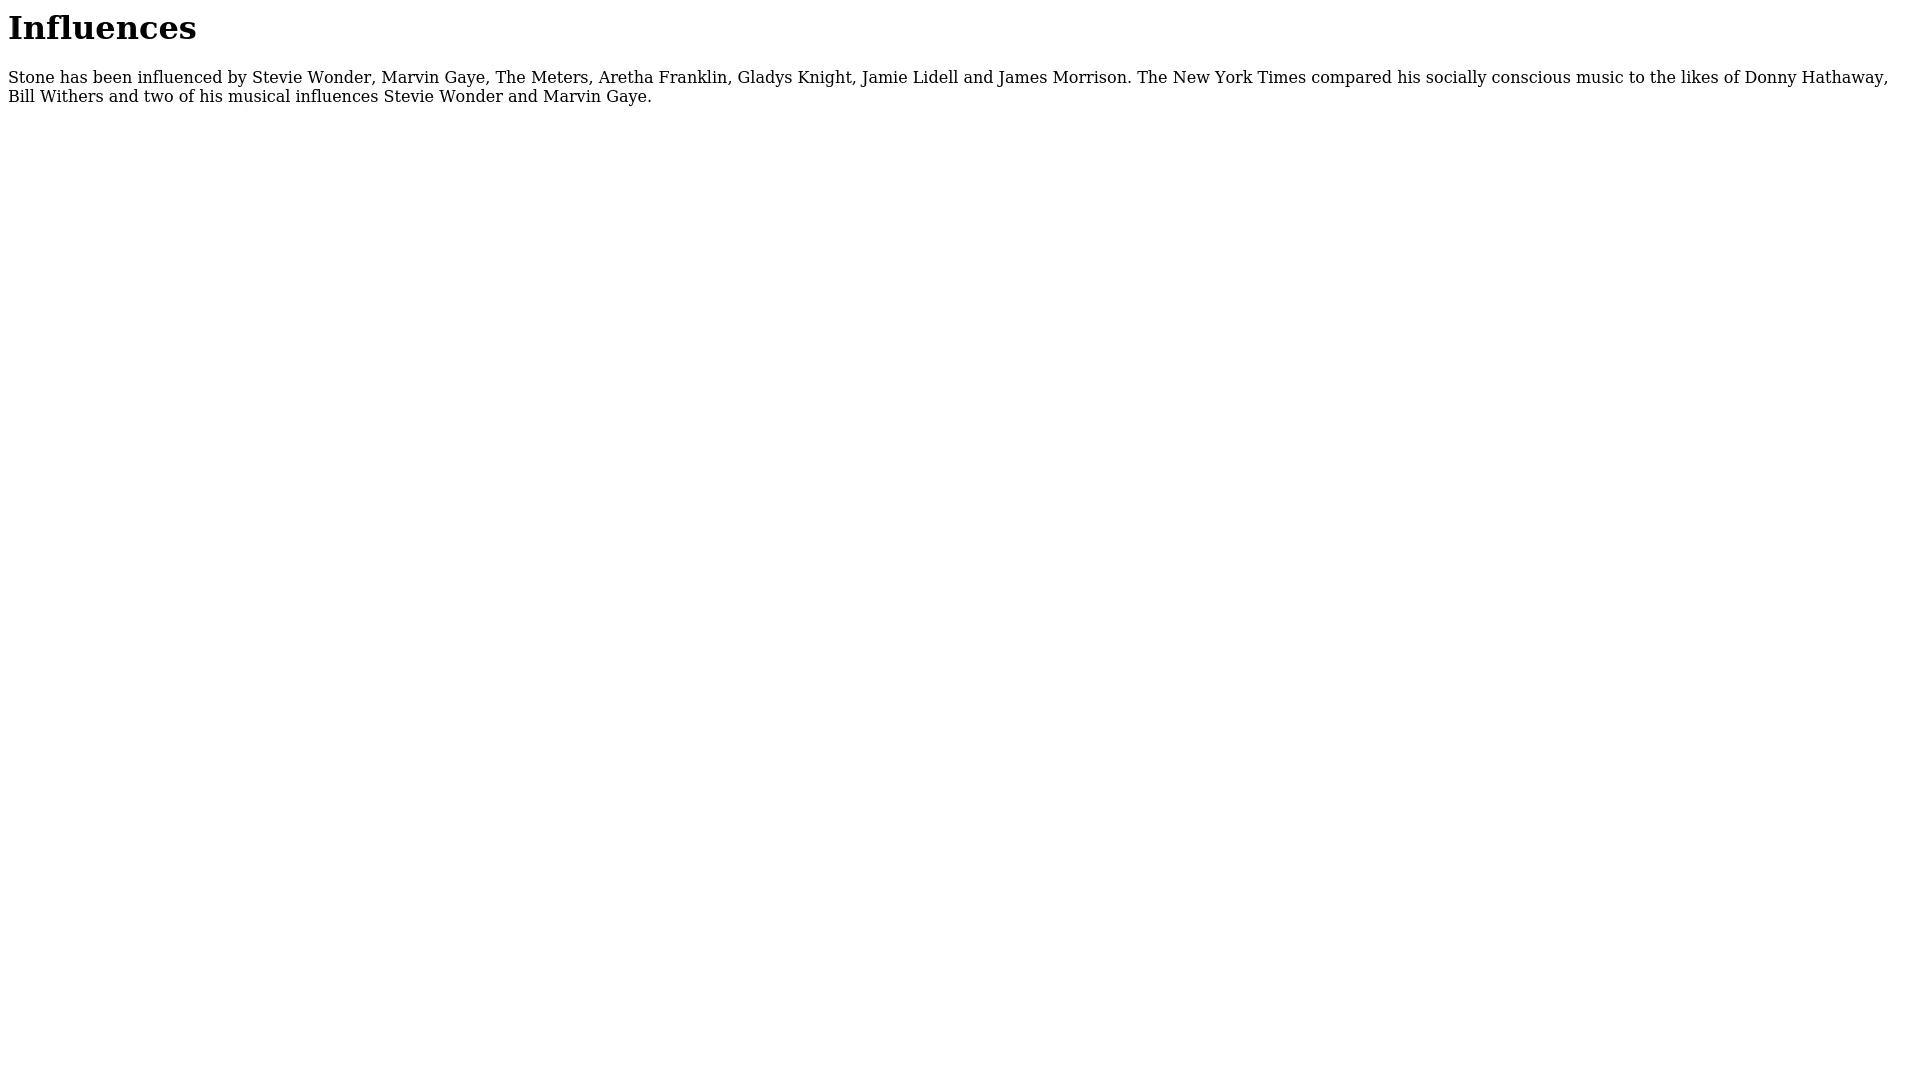 Influences
Stone has been influenced by Stevie Wonder, Marvin Gaye, The Meters, Aretha Franklin, Gladys Knight, Jamie Lidell and James Morrison. The New York Times compared his socially conscious music to the likes of Donny Hathaway,
Bill Withers and two of his musical influences Stevie Wonder and Marvin Gaye.